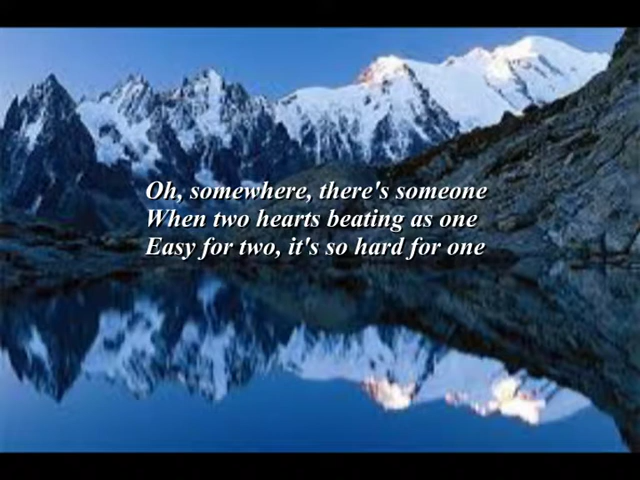 Oh, somewhere, there's someone
When two hearts beating as one
Easy for two, it's so hard for one